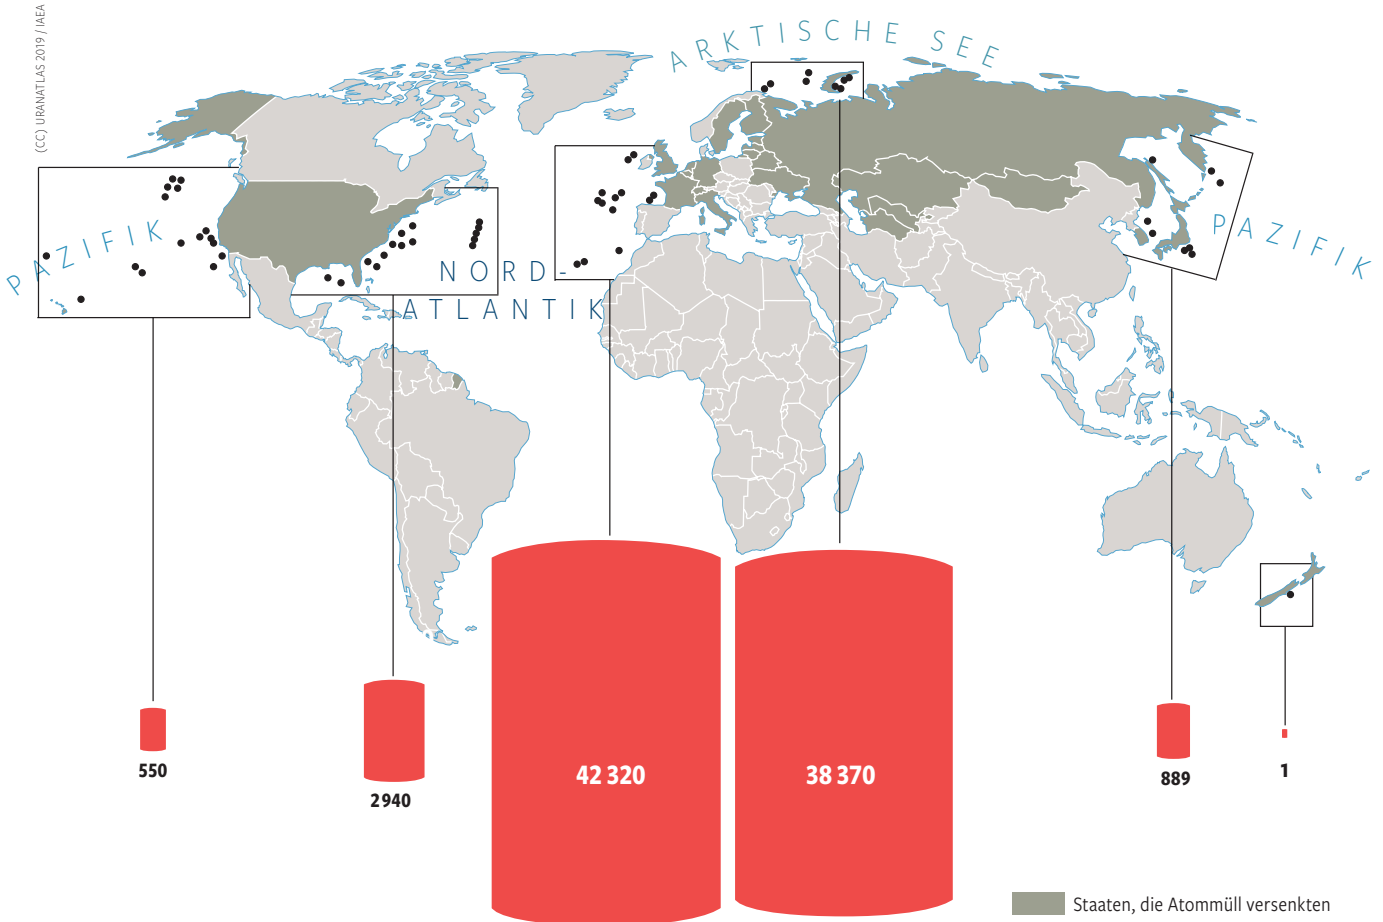 (CC) URANATLAS 2019 / IAEA
ARKTISCHE SEE
PAZIFIK
NORD-
ATLANTIK
PAZIFIK
550
2940
42 320
38 370
889
1
Staaten, die Atommüll versenkten